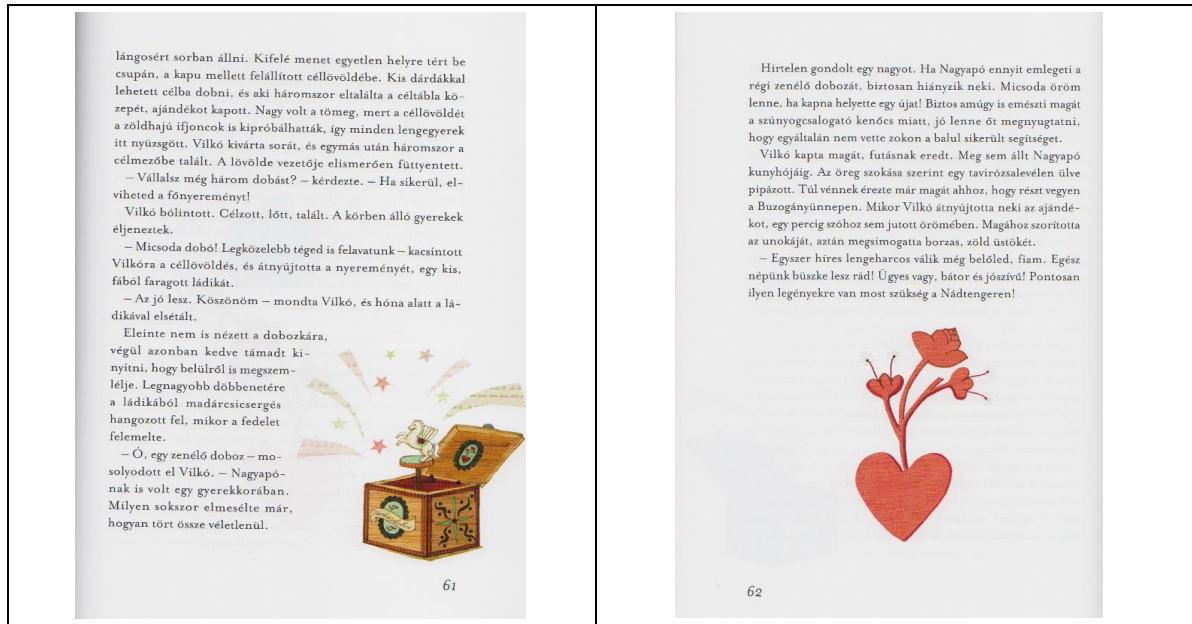 lángosért sorban állni. Kifelé menet egyetlen helyre tért be
csupán, a kapu mellett felállított céllövöldébe. Kis dárdákkal
lehetett célba dobni, és aki háromszor eltalálta a céltábla kö-
zepét, ajándékot kapott. Nagy volt a tömeg, mert a céllövöldét
a zöldhajú ifjoncok is kipróbálhatták, így minden lengegyerek
itt nyüzsgött. Vilkó kivárta sorát, és egymás után háromszor a
célmezőbe talált. A lövölde vezetője elismerően füttyentett.
– Vállalsz még három dobást? – kérdezte. – Ha sikerül, el-
viheted a főnyereményt!
Vilkó bólintott. Célzott, lőtt, talált. A körben álló gyerekek
éljeneztek.
– Micsoda dobó! Legközelebb téged is felavatunk – kacsintott
Vilkóra a céllövöldés, és átnyújtotta a nyereményét, egy kis,
fából faragott ládikát.
– Az jó lesz. Köszönöm – mondta Vilkó, és hóna alatt a lá-
dikával elsétált.
Eleinte nem is nézett a dobozkára,
végül azonban kedve támadt ki-
nyitni, hogy belülről is megszem-
lélje. Legnagyobb döbbenetére
a ládikából madárcsicsergés
hangozott fel, mikor a fedelet
felemelte.
– Ó, egy zenélő doboz – mo-
solyodott el Vilkó. – Nagyapó-
nak is volt egy gyerekkorában.
Milyen sokszor elmesélte már,
hogyan tört össze véletlenül.
61
Hirtelen gondolt egy nagyot. Ha Nagyapó ennyit emlegeti a
régi zenélő dobozát, biztosan hiányzik neki. Micsoda öröm
lenne, ha kapna helyette egy újat! Biztos amúgy is emészti magát
a szúnyogcsalogató kenőcs miatt, jó lenne őt megnyugtatni,
hogy egyáltalán nem vette zokon a balul sikerült segítséget.
Vilkó kapta magát, futásnak eredt. Meg sem állt Nagyapó
kunyhójáig. Az öreg szokása szerint egy tavirózsalevélen ülve
pipázott. Túl vénnek érezte már magát ahhoz, hogy részt vegyen
a Buzogányünnepen. Mikor Vilkó átnyújtotta neki az ajándé-
kot, egy percig szóhoz sem jutott örömében. Magához szorította
az unokáját, aztán megsimogatta borzas, zöld üstökét.
– Egyszer híres lengeharcos válik még belőled, fiam. Egész
népünk büszke lesz rád! Ügyes vagy, bátor és jószívű! Pontosan
ilyen legényekre van most szükség a Nádtengeren!
62